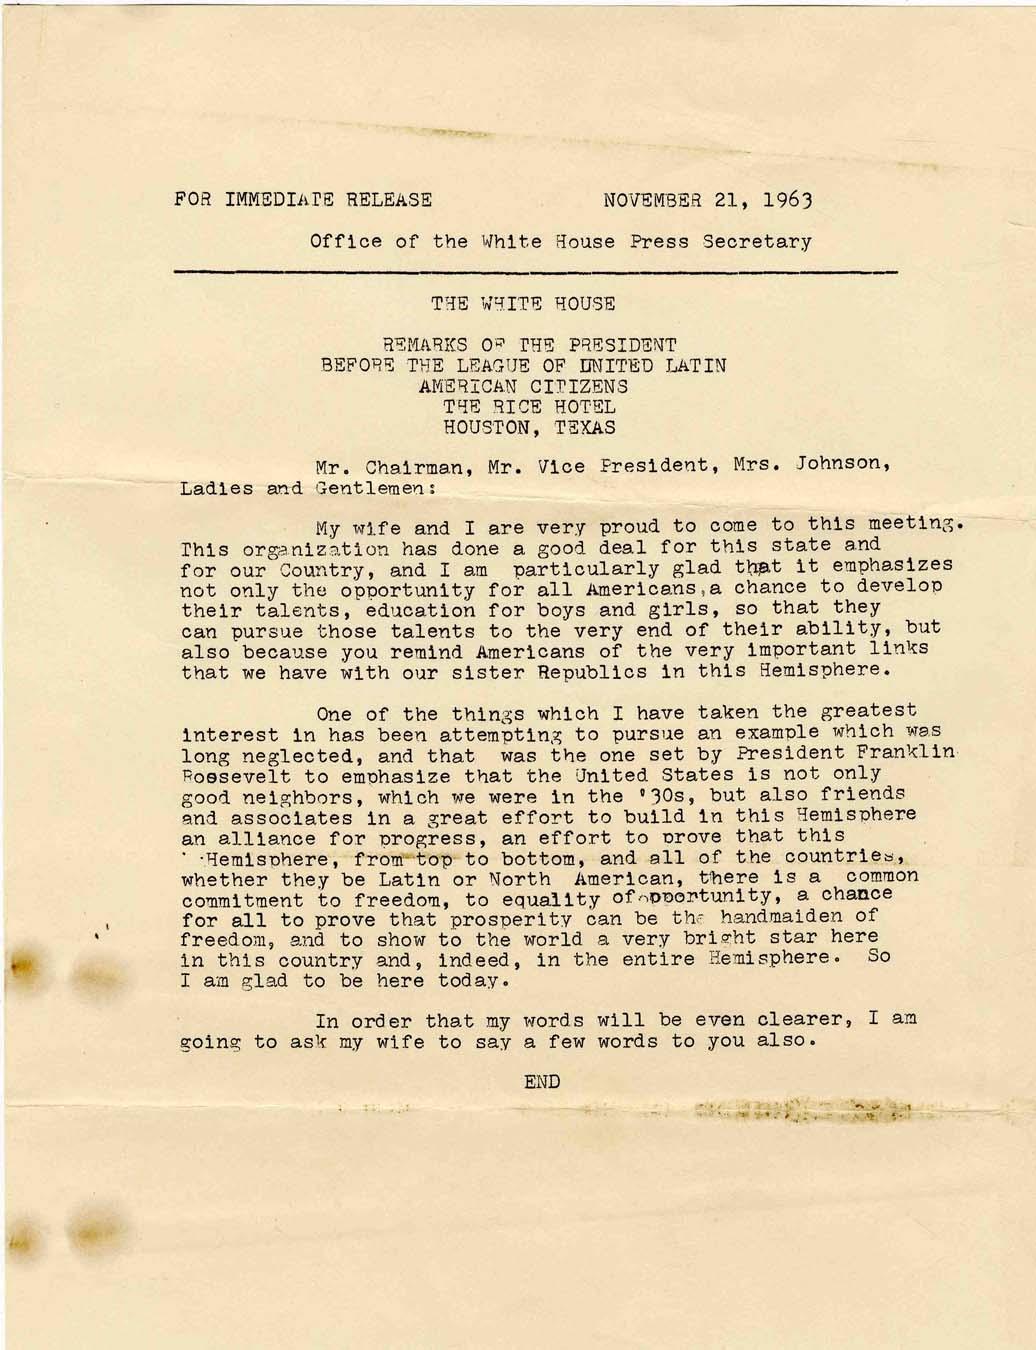 FOR IMMEDIATE RELEASE NOVEMBER 21, 1963
Office of the White House Press Secretary
THE WHITE HOUSE
REMARKS OF THE PRESIDENT
BEFORE THE LEAGUE OF UNITED LATIN
AMERICAN CITIZENS
THE RICE HOTEL
HOUSTON, TEXAS
Mr. Chairman, Mr. Vice President, Mrs. Johnson,
Ladies and Gentlemen:
My wife and I are very proud to come to this meeting.
This organization has done a good deal for this state and
for our Country, and I am particularly glad that it emphasizes
not only the opportunity for all Americans,a chance to develop
their talents, education for boys and girls, so that they
can pursue those talents to the very end of their ability, but
also because you remind Americans of the very important links
that we have with our sister Republics in this Hemisphere.
One of the things which I have taken the greatest
interest in has been attempting to pursue an example which was
long neglected, and that was the one set by President Franklin
Roosevelt to emphasize that the United States is not only
good neighbors, which we were in the '30s, but also friends
and associates in a great effort to build in this Hemisphere
an alliance for progress, an effort to prove that this
Hemisphere, from top to bottom, and all of the countries,
whether they be Latin or North American, there is a common
commitment to freedom, to equality of opportunity, a chance
for all to prove that prosperity can be the handmaiden of
freedom, and to show to the world a very bright star here
in this country and, indeed, in the entire Hemisphere. So
I am glad to be here today.
In order that my words will be even clearer, I am
going to ask my wife to say a few words to you also.
END